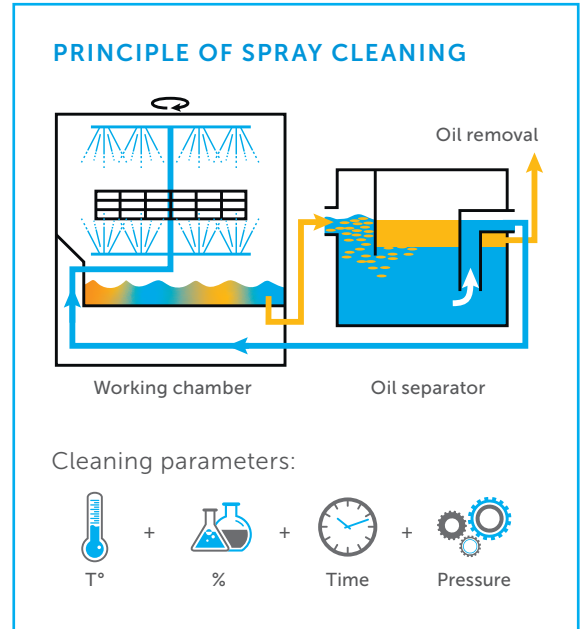 PRINCIPLE OF SPRAY CLEANING
Oil removal
Working chamber
Oil separator
Cleaning parameters:
+
+
+
T°
%
Time
Pressure